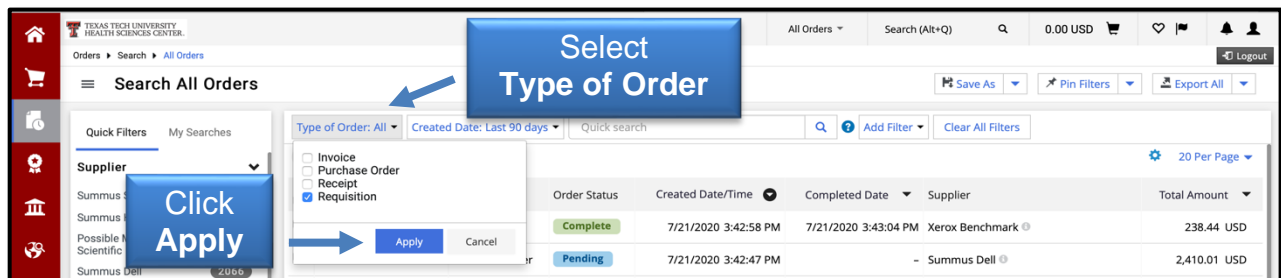 TEXAS TECH UNIVERSITY
HEALTH SCIENCES CENTER.
All Orders
Search (Alt+Q)
0.00 USD
Orders Search All Orders
Logout
Search All Orders
Select
Type of Order
Save As
Pin Filters
Export All
Quick Filters
My Searches
Type of Order: All
Created Date: Last 90 days
Quick search
?
Add Filter
Clear All Filters
Supplier
Invoice
Purchase Order
Receipt
Requisition
20 Per Page
Click
Apply
Summus
Summus
Possible
Scientific
Summus Dell
2066
Apply
Cancel
Order Status
Created Date/Time
Completed Date
Supplier
Total Amount
Complete
7/21/2020 3:42:58 PM
7/21/2020 3:43:04 PM
Xerox Benchmark
238.44 USD
Pending
7/21/2020 3:42:47 PM
–
Summus Dell
2,410.01 USD